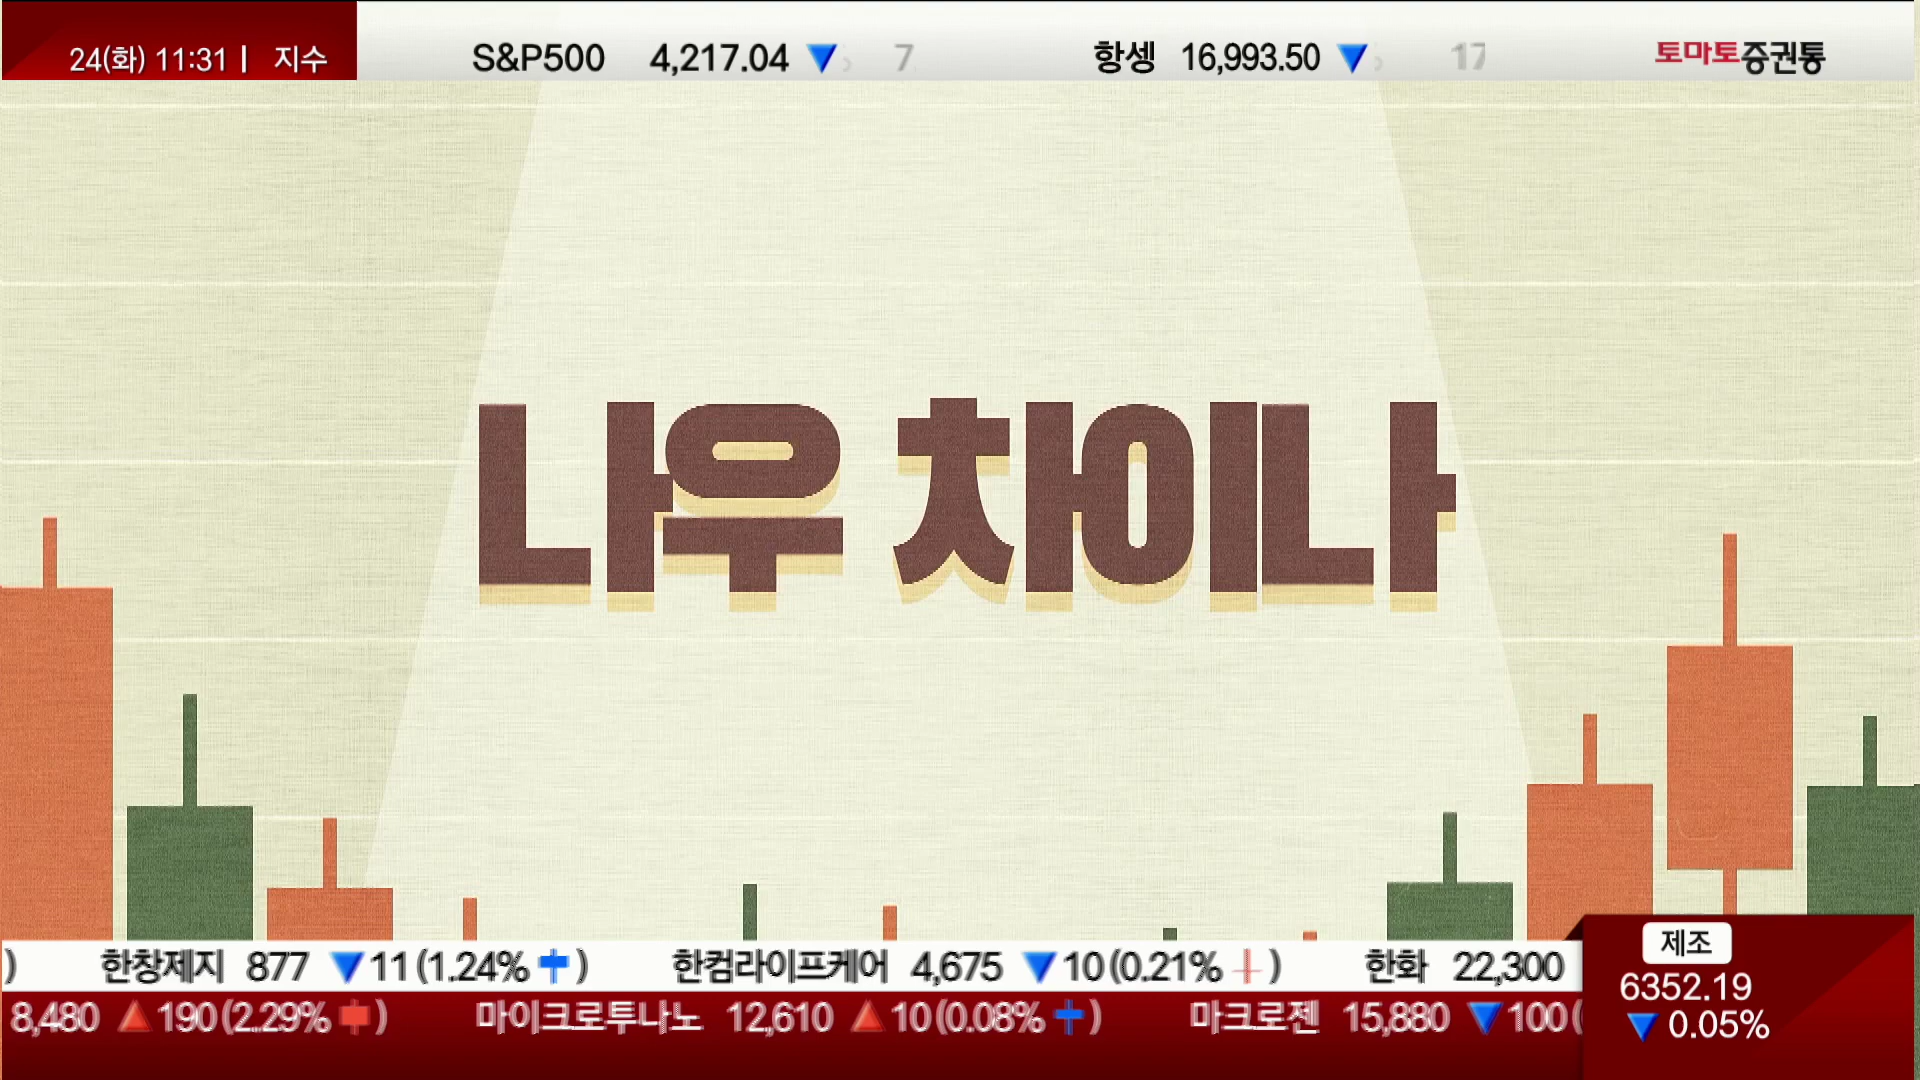 24(화) 11:31 | 지수 S&P500 4,217.04 ▼ 7 항셍 16,993.50 ▼ 17 토마토증권통
나우 차이나
) 한창제지 877 ▼11(1.24% ) 한컴라이프케어 4,675 ▼10(0.21% ) 한화 22,300
8,480 ▲190(2.29% ) 마이크로투나노 12,610 ▲10(0.08% ) 마크로젠 15,880 ▼100(
제조
6352.19
▼ 0.05%